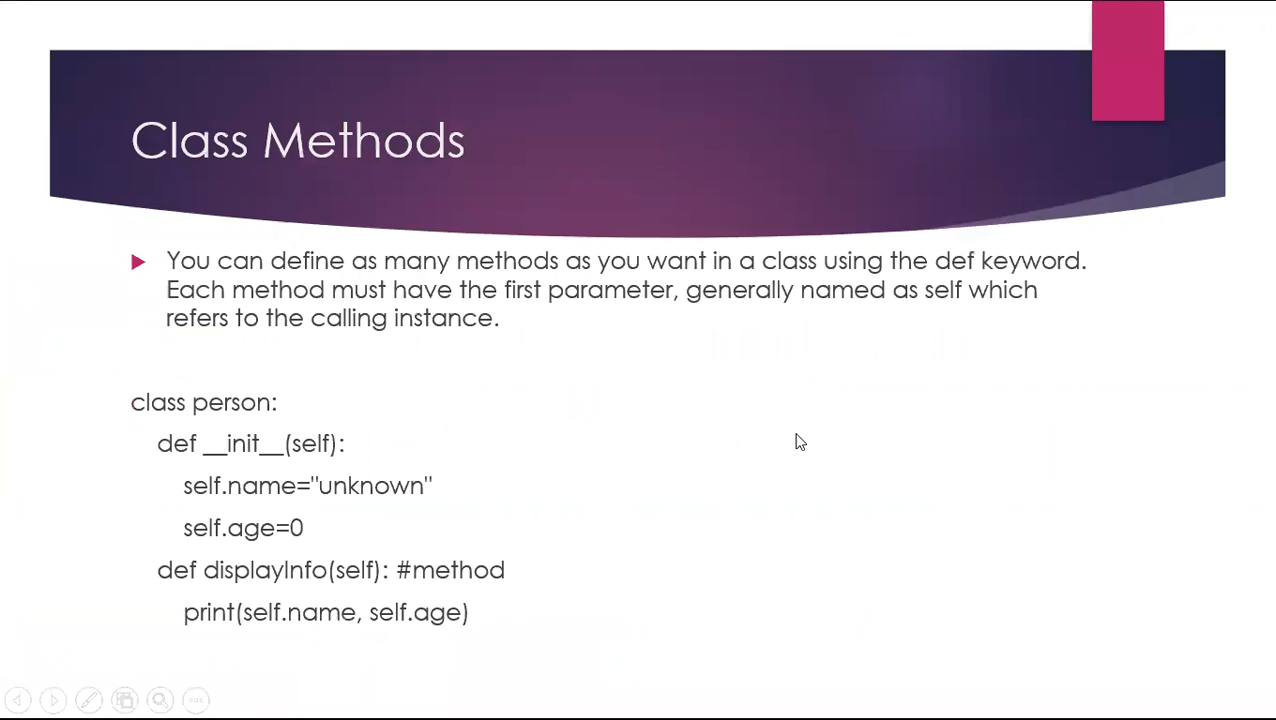 Class Methods
You can define as many methods as you want in a class using the def keyword.
Each method must have the first parameter, generally named as self which
refers to the calling instance.
class person:
def __init__(self):
self.name="unknown"
self.age=0
def displayInfo(self): #method
print(self.name, self.age)